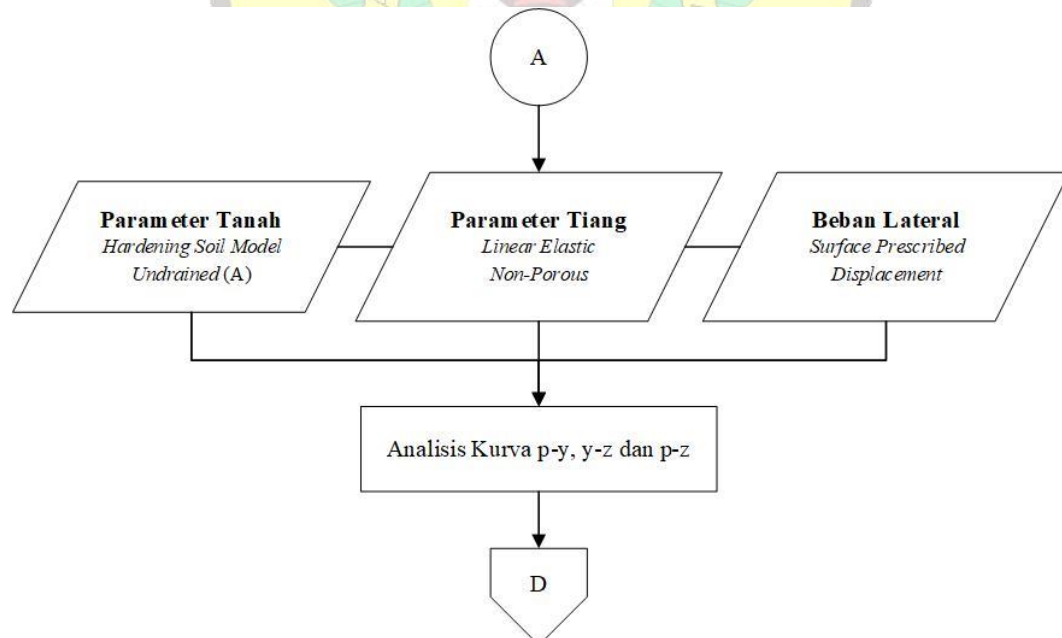 A
Parameter Tanah
Hardening Soil Model
Undrained (A)
Parameter Tiang
Linear Elastic
Non-Porous
Beban Lateral
Surface Prescribed
Displacement
Analisis Kurva p-y, y-z dan p-z
D